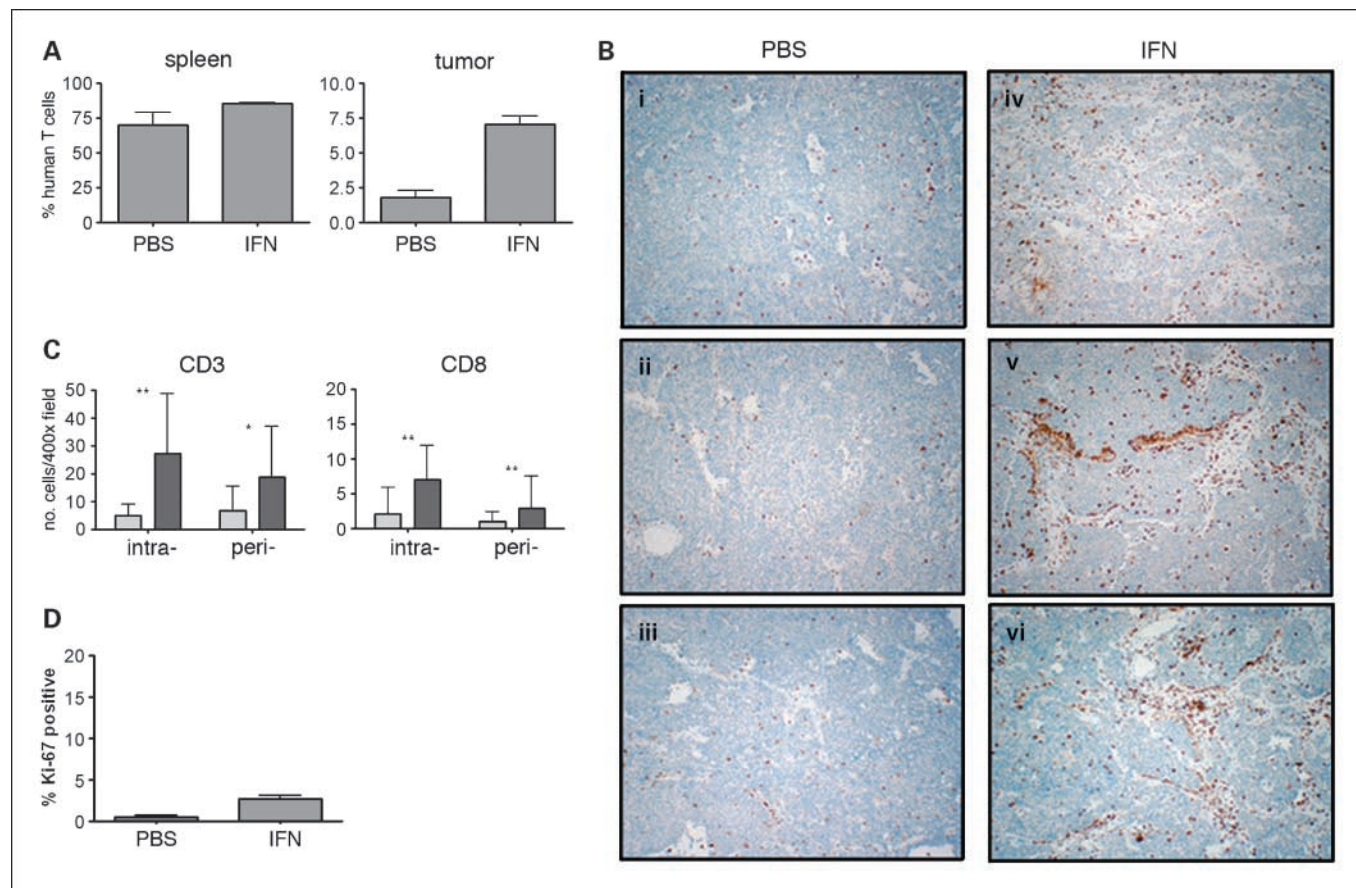 A
spleen
% human T cells
100
75
50
25
0
PBS
IFN
tumor
10.0
7.5
5.0
2.5
0.0
PBS
IFN
B
PBS
IFN
i
ii
iii
iv
v
vi
C
CD3
no. cells/400x field
50
40
30
20
10
0
**
*
intra-
peri-
CD8
20
15
10
5
0
**
**
intra-
peri-
D
% Ki-67 positive
20
15
10
5
0
PBS
IFN